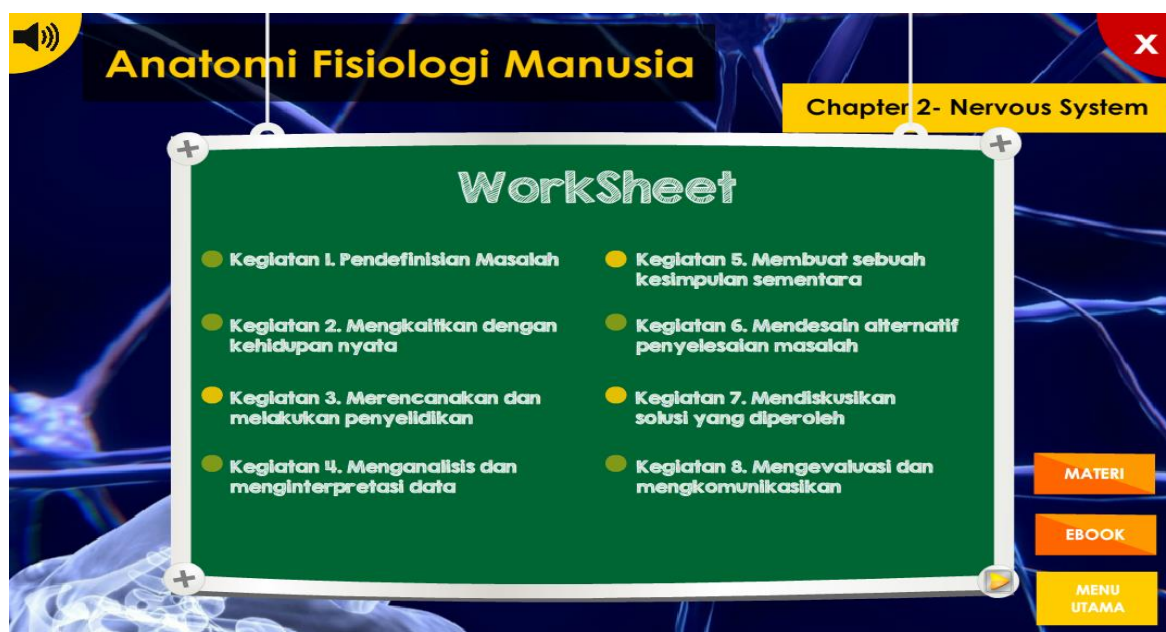 Anatomi Fisiologi Manusia
X
Chapter 2- Nervous System
WorkSheet
Kegiatan 1. Pendefinisian Masalah
Kegiatan 2. Mengkaitkan dengan
kehidupan nyata
Kegiatan 3. Merencanakan dan
melakukan penyelidikan
Kegiatan 4. Menganalisis dan
menginterpretasi data
Kegiatan 5. Membuat sebuah
kesimpulan sementara
Kegiatan 6. Mendesain alternatif
penyelesaian masalah
Kegiatan 7. Mendiskusikan
solusi yang diperoleh
Kegiatan 8. Mengevaluasi dan
mengkomunikasikan
MATERI
EBOOK
MENU
UTAMA